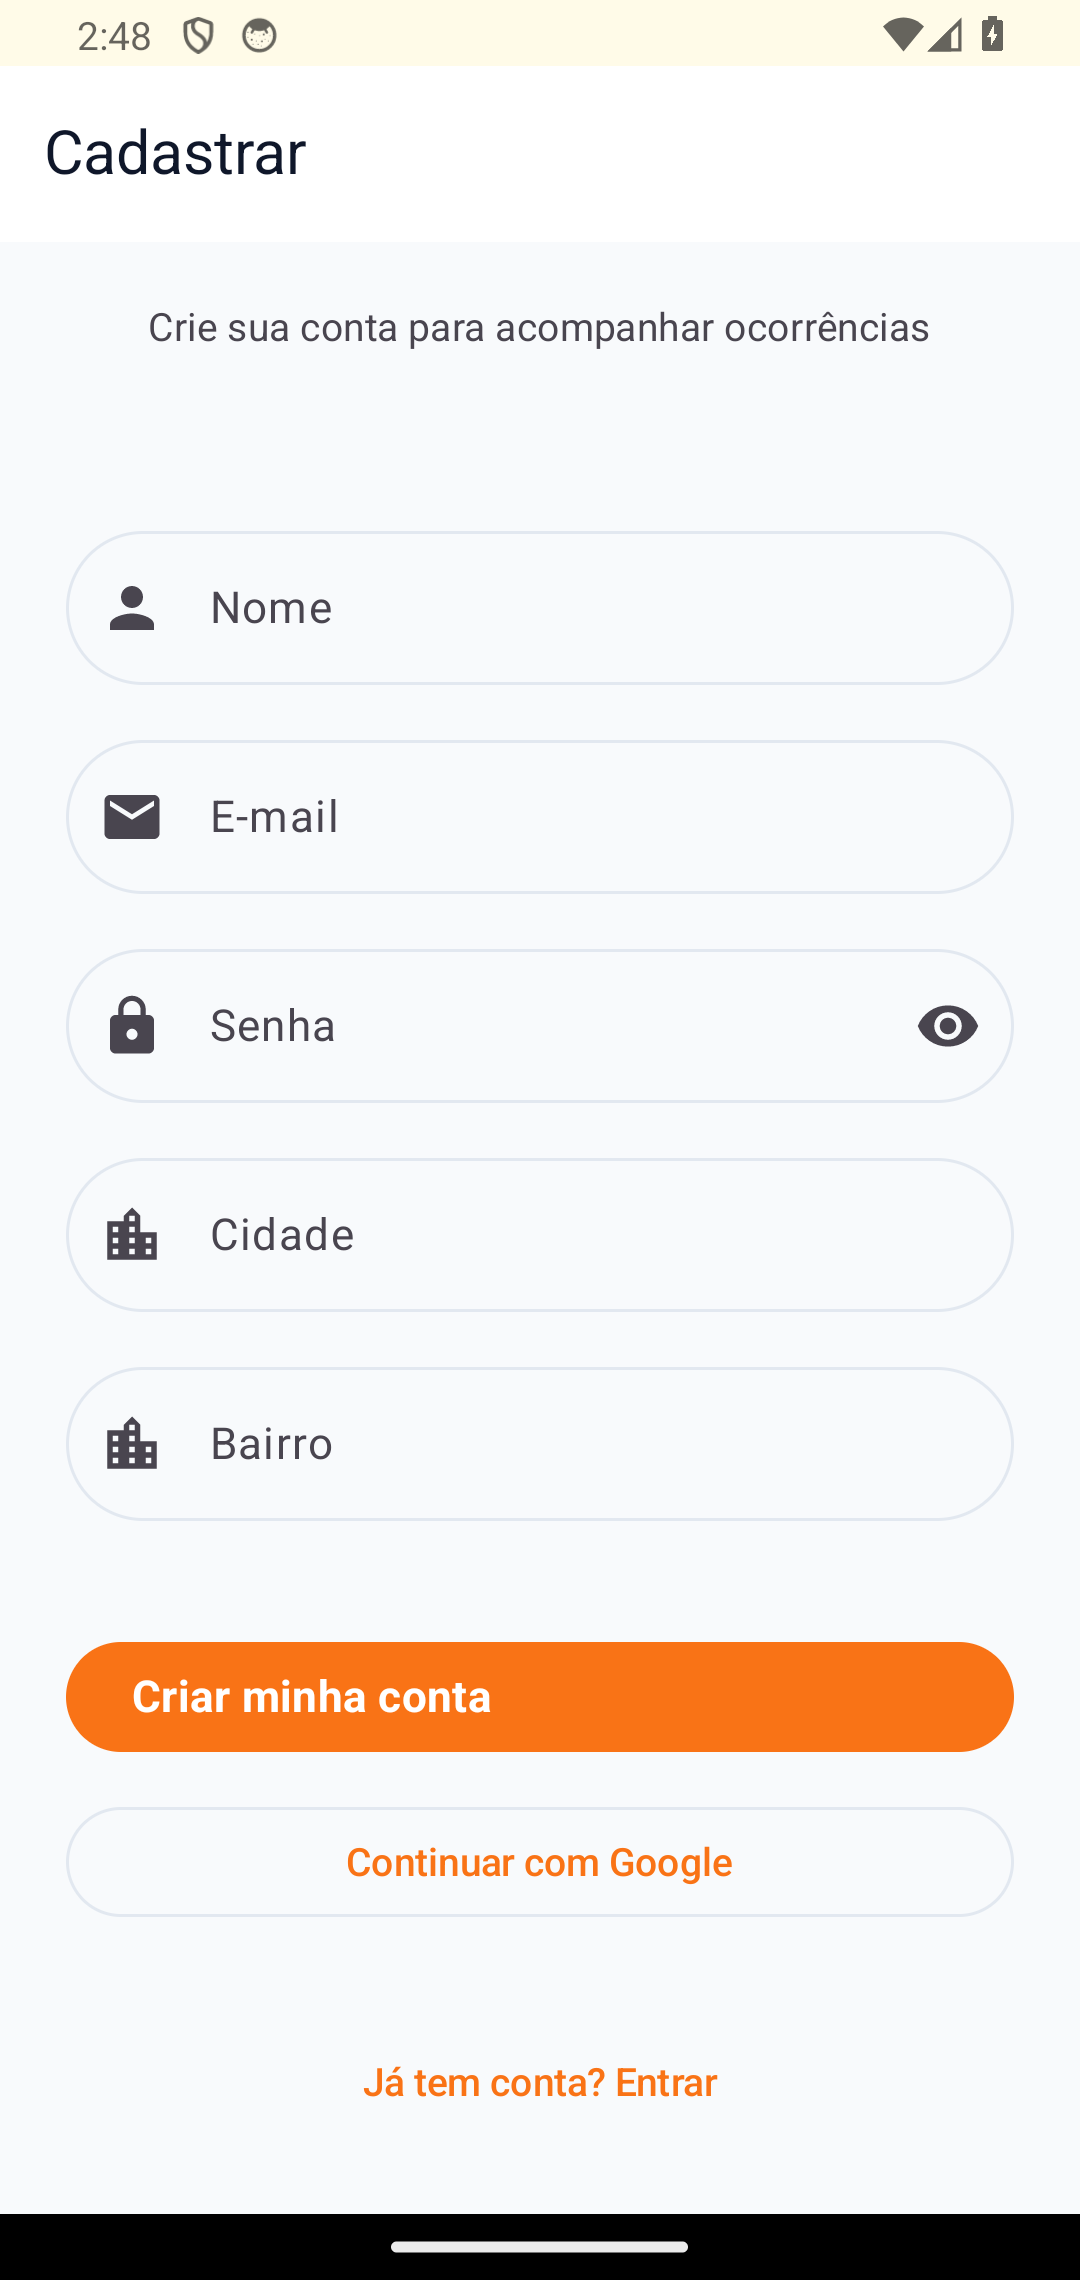 2:48
Cadastrar
Crie sua conta para acompanhar ocorrências
Nome
E-mail
Senha
Cidade
Bairro
Criar minha conta
Continuar com Google
Já tem conta? Entrar